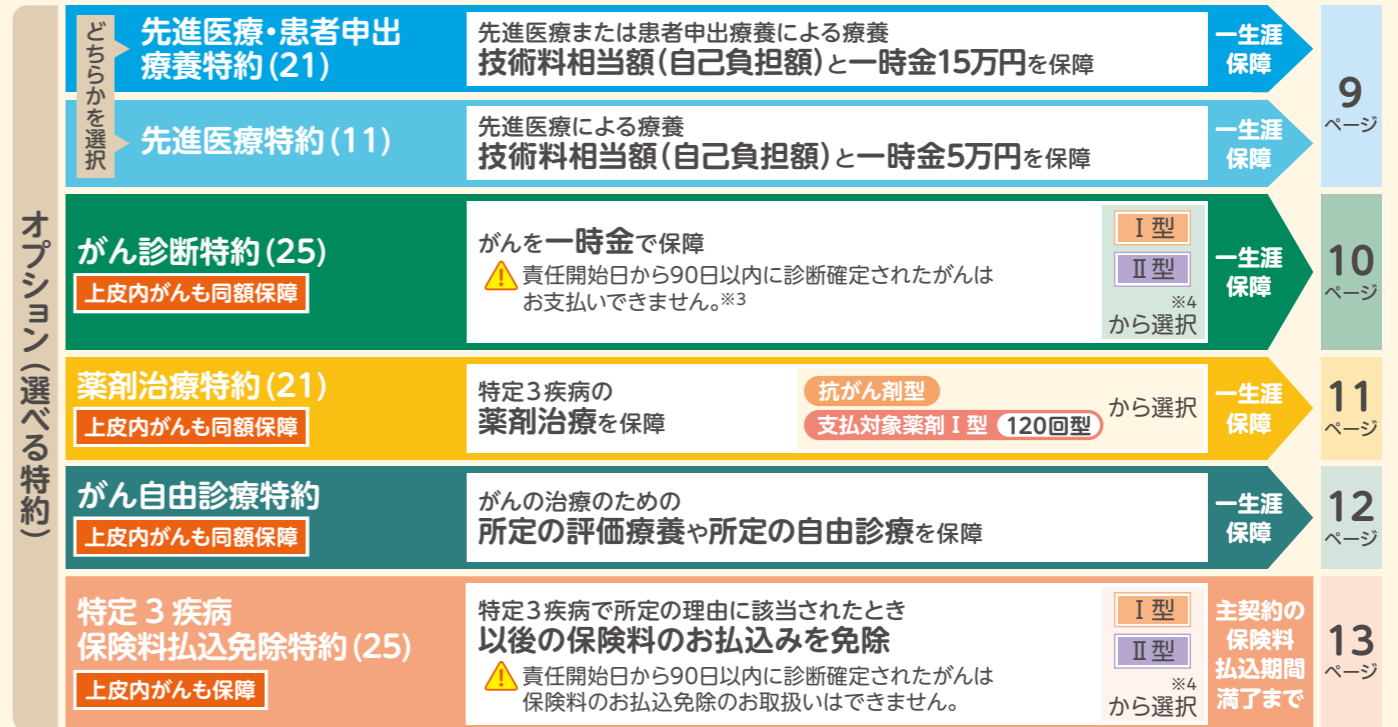 オプション（選べる特約）
どちらかを選択
先進医療・患者申出
療養特約(21)
先進医療または患者申出療養による療養
技術料相当額(自己負担額)と一時金15万円を保障
一生涯
保障
9
ページ
先進医療特約(11)
先進医療による療養
技術料相当額(自己負担額)と一時金5万円を保障
一生涯
保障
がん診断特約(25)
上皮内がんも同額保障
がんを一時金で保障
責任開始日から90日以内に診断確定されたがんは
お支払いできません。※3
Ⅰ型
Ⅱ型
※4
から選択
一生涯
保障
10
ページ
薬剤治療特約(21)
上皮内がんも同額保障
特定3疾病の
薬剤治療を保障
抗がん剤型
支払対象薬剤Ⅰ型 120回型
から選択
一生涯
保障
11
ページ
がん自由診療特約
上皮内がんも同額保障
がんの治療のための
所定の評価療養や所定の自由診療を保障
一生涯
保障
12
ページ
特定3疾病
保険料払込免除特約(25)
上皮内がんも保障
特定3疾病で所定の理由に該当されたとき
以後の保険料のお払込みを免除
責任開始日から90日以内に診断確定されたがんは
保険料のお払込免除のお取扱いはできません。
Ⅰ型
Ⅱ型
※4
から選択
主契約の
保険料
払込期間
満了まで
13
ページ